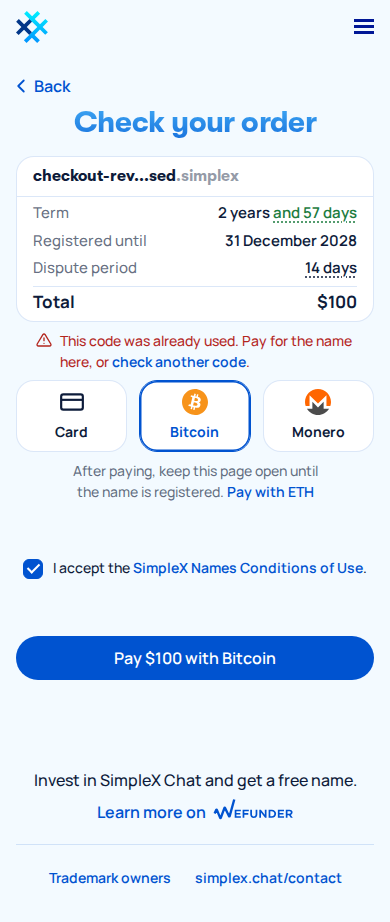 Back
Check your order
checkout-rev...sed.simplex
Term 2 years and 57 days
Registered until 31 December 2028
Dispute period 14 days
Total $100
This code was already used. Pay for the name
here, or check another code.
Card Bitcoin Monero
After paying, keep this page open until
the name is registered. Pay with ETH
I accept the SimpleX Names Conditions of Use.
Pay $100 with Bitcoin
Invest in SimpleX Chat and get a free name.
Learn more on WEFUNDER
Trademark owners simplex.chat/contact